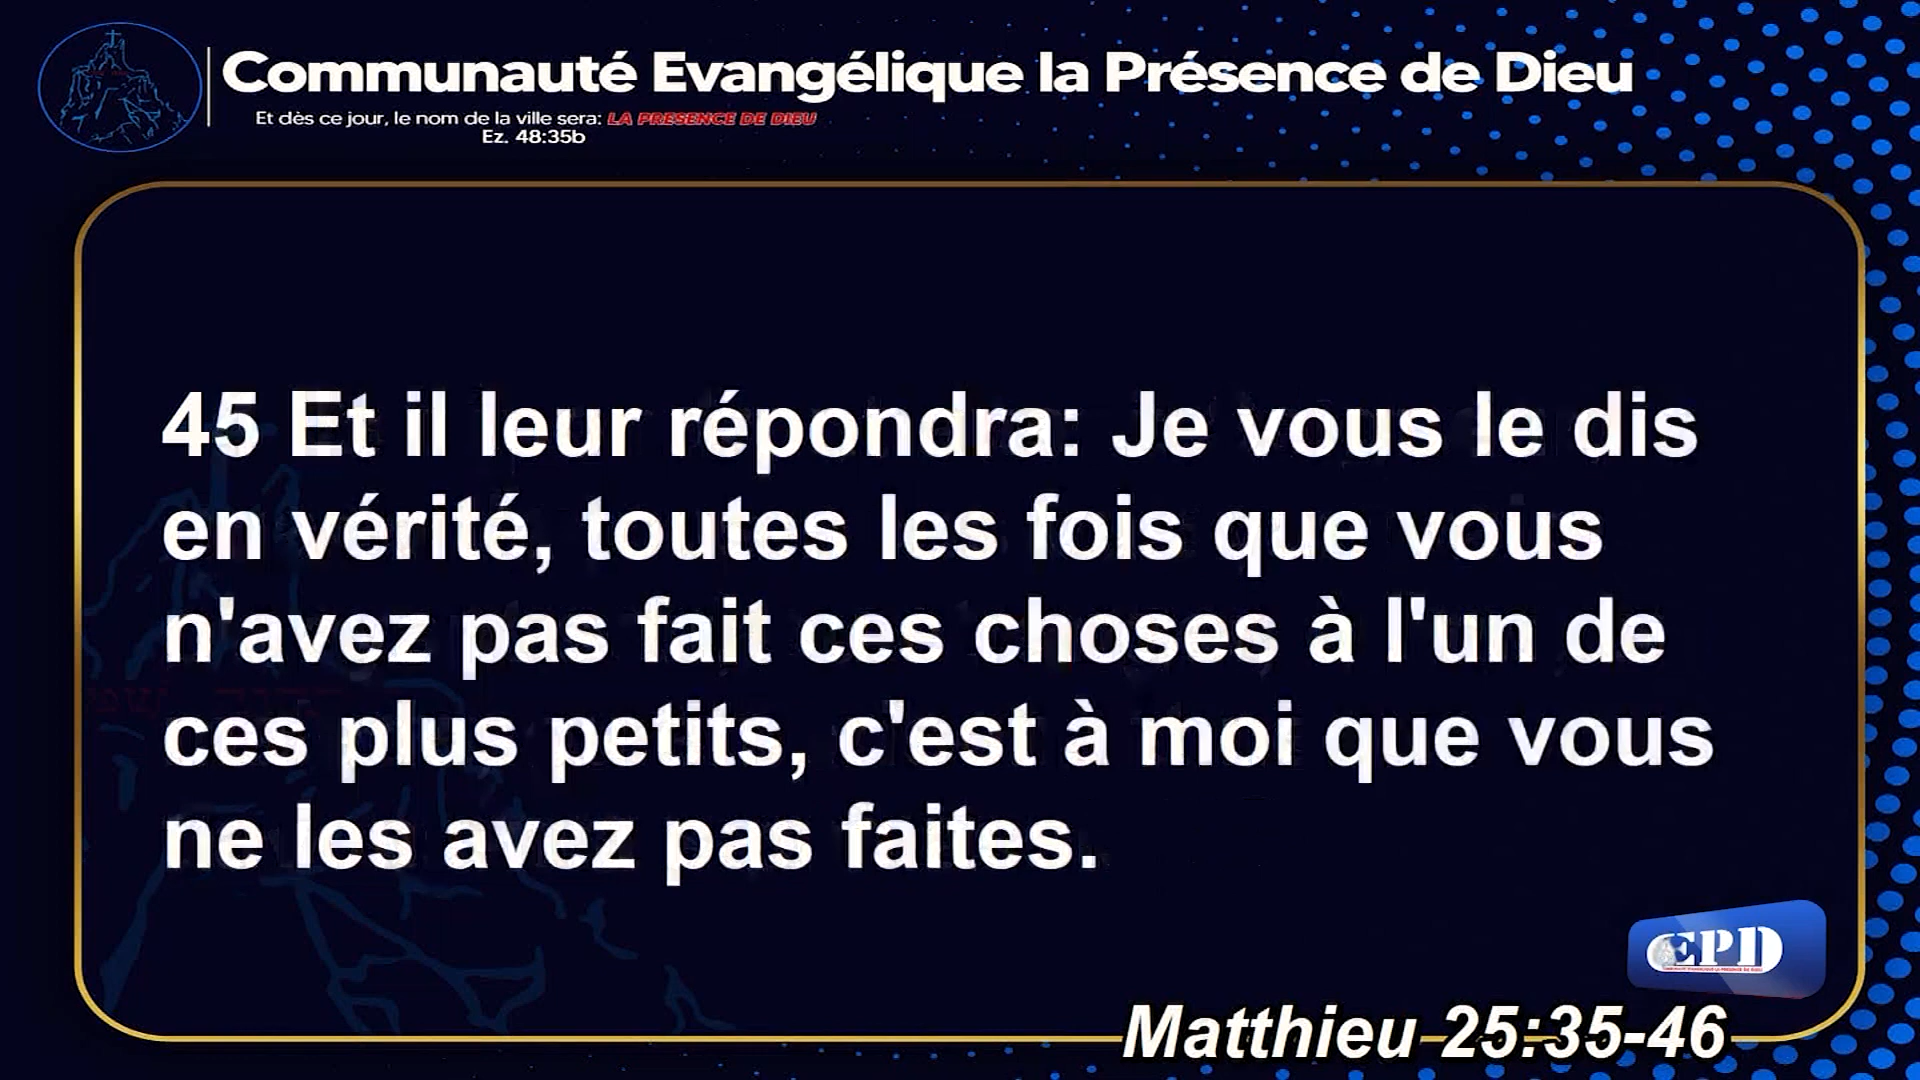 Communauté Evangélique la Présence de Dieu
Et dès ce jour, le nom de la ville sera: LA PRESENCE DE DIEU
Ez. 48:35b
45 Et il leur répondra: Je vous le dis
en vérité, toutes les fois que vous
n'avez pas fait ces choses à l'un de
ces plus petits, c'est à moi que vous
ne les avez pas faites.
CEPD
Matthieu 25:35-46